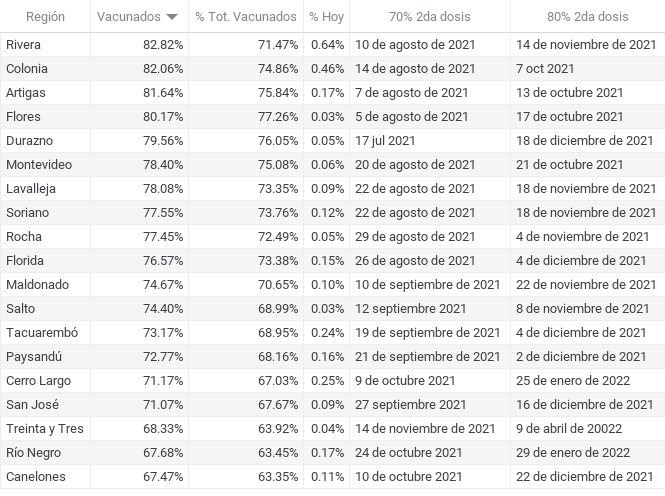 Región Vacunados % Tot. Vacunados % Hoy 70% 2da dosis 80% 2da dosis
Rivera 82.82% 71.47% 0.64% 10 de agosto de 2021 14 de noviembre de 2021
Colonia 82.06% 74.86% 0.46% 14 de agosto de 2021 7 oct 2021
Artigas 81.64% 75.84% 0.17% 7 de agosto de 2021 13 de octubre 2021
Flores 80.17% 77.26% 0.03% 5 de agosto de 2021 17 de octubre 2021
Durazno 79.56% 76.05% 0.05% 17 jul 2021 18 de diciembre de 2021
Montevideo 78.40% 75.08% 0.06% 20 de agosto de 2021 21 de octubre 2021
Lavalleja 78.08% 73.35% 0.09% 22 de agosto de 2021 18 de noviembre de 2021
Soriano 77.55% 73.76% 0.12% 22 de agosto de 2021 18 de noviembre de 2021
Rocha 77.45% 72.49% 0.05% 29 de agosto de 2021 4 de noviembre de 2021
Florida 76.57% 73.38% 0.15% 26 de agosto de 2021 4 de diciembre de 2021
Maldonado 74.67% 70.65% 0.10% 10 de septiembre de 2021 22 de noviembre de 2021
Salto 74.40% 68.99% 0.03% 12 septiembre 2021 8 de noviembre de 2021
Tacuarembó 73.17% 68.95% 0.24% 19 de septiembre de 2021 4 de diciembre de 2021
Paysandú 72.77% 68.16% 0.16% 21 de septiembre de 2021 2 de diciembre de 2021
Cerro Largo 71.17% 67.03% 0.25% 9 de octubre de 2021 25 de enero de 2022
San José 71.07% 67.67% 0.09% 27 septiembre 2021 16 de diciembre de 2021
Treinta y Tres 68.33% 63.92% 0.04% 14 de noviembre de 2021 9 de abril de 20022
Río Negro 67.68% 63.45% 0.17% 24 de octubre 2021 29 de enero de 2022
Canelones 67.47% 63.35% 0.11% 10 de octubre 2021 22 de diciembre de 2021